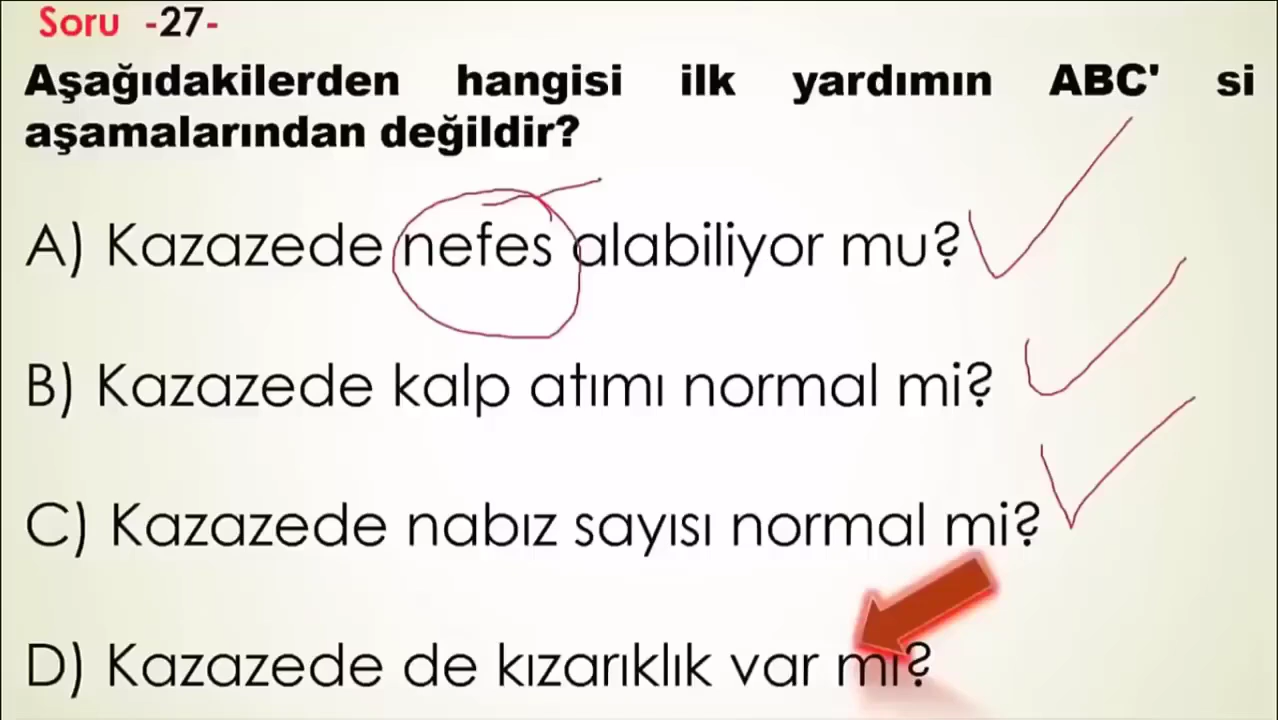 Soru -27-
Aşağıdakilerden hangisi ilk yardımın ABC' si
aşamalarından değildir?
A) Kazazede nefes alabiliyor mu?
B) Kazazede kalp atımı normal mi?
C) Kazazede nabız sayısı normal mi?
D) Kazazede de kızarıklık var mı?